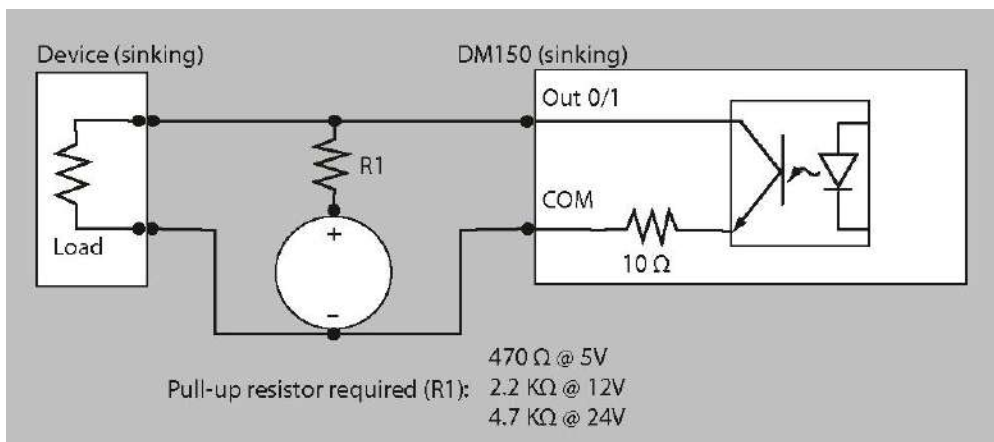 Device (sinking)
DM150 (sinking)
Out 0/1
R1
COM
Load
+
10 Ω
−
470 Ω @ 5V
Pull-up resistor required (R1): 2.2 KΩ @ 12V
4.7 KΩ @ 24V